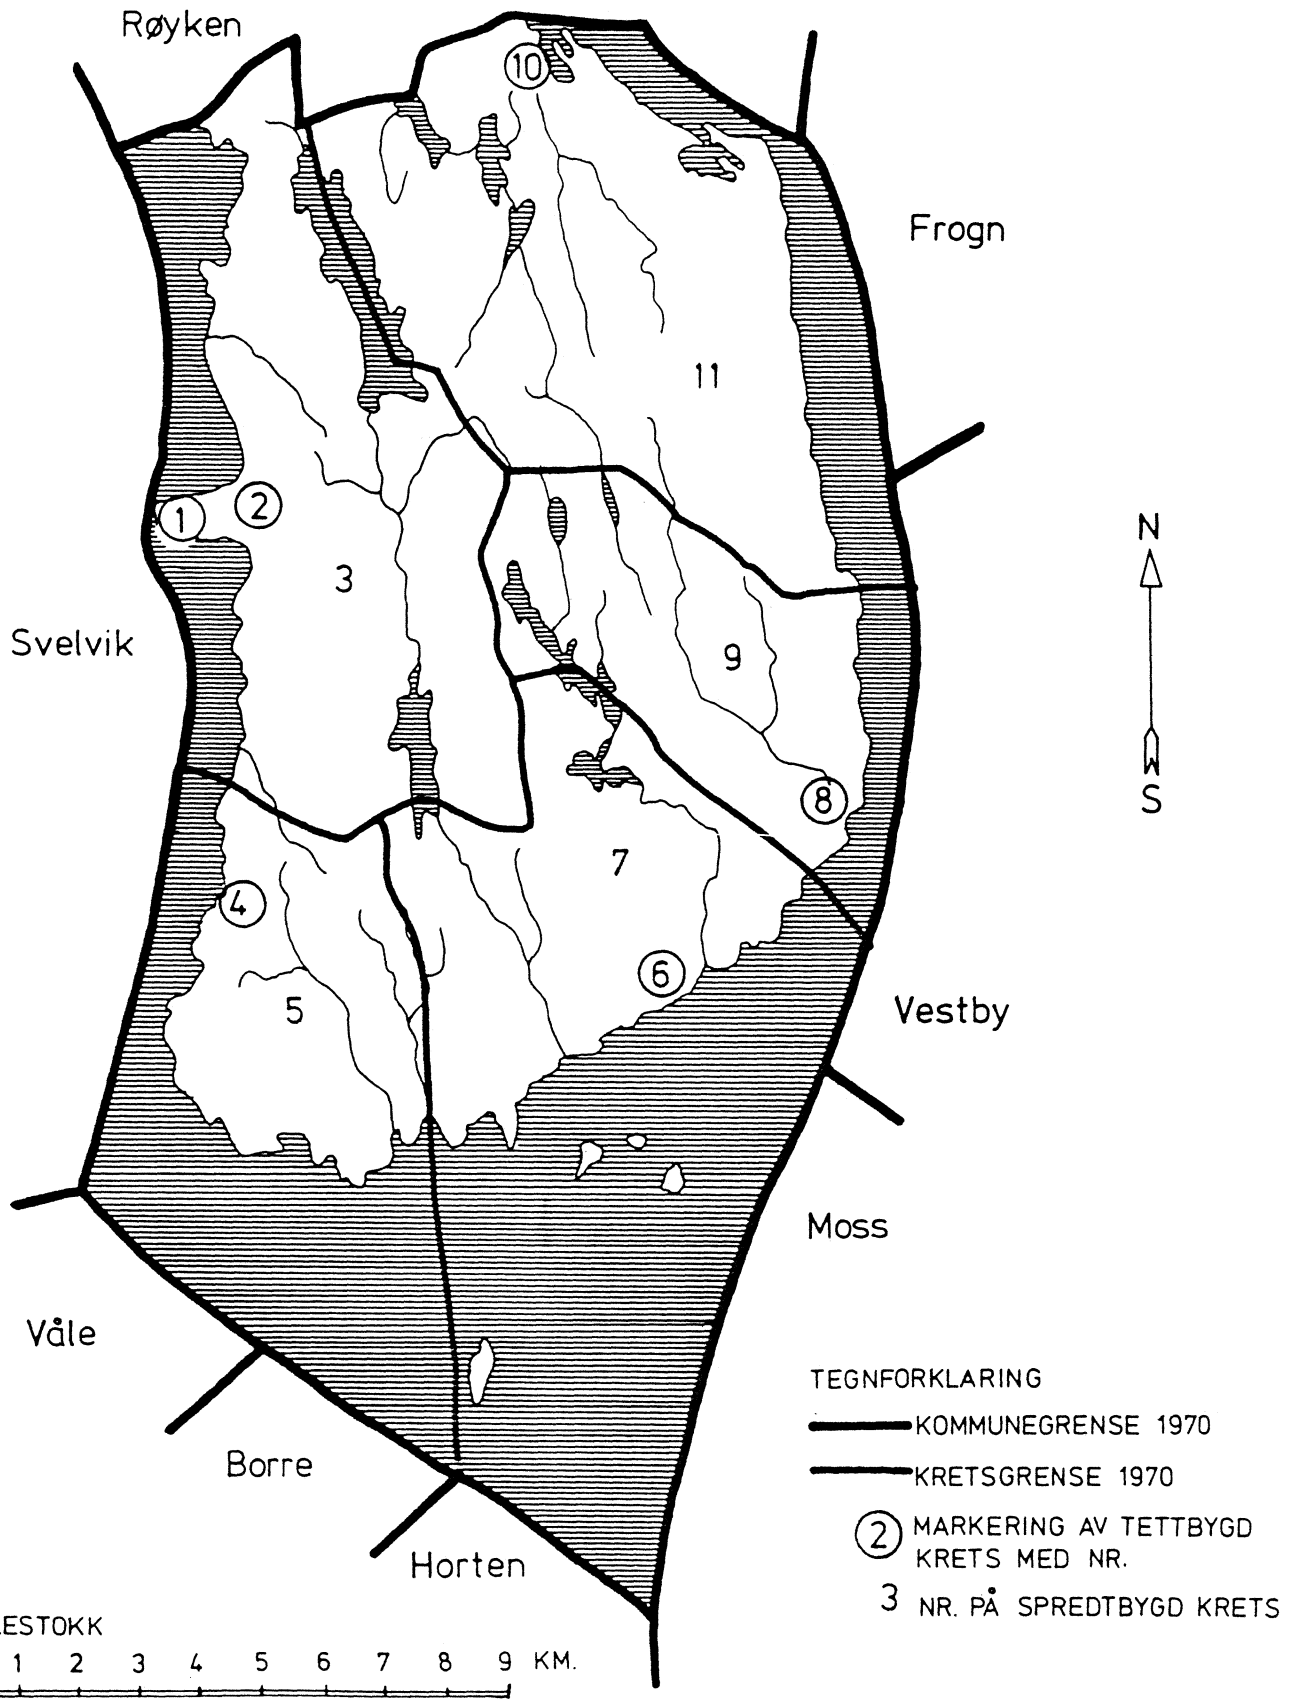 Røyken
10
Frogn
11
1
2
3
N
Svelvik
9
S
8
7
4
6
5
Vestby
Moss
Våle
Borre
Horten
TEGNFORKLARING
KOMMUNEGRENSE 1970
KRETSGRENSE 1970
2 MARKERING AV TETTBYGD
KRETS MED NR.
3 NR. PÅ SPREDTBYGD KRETS
LESTOKK
1 2 3 4 5 6 7 8 9 KM.